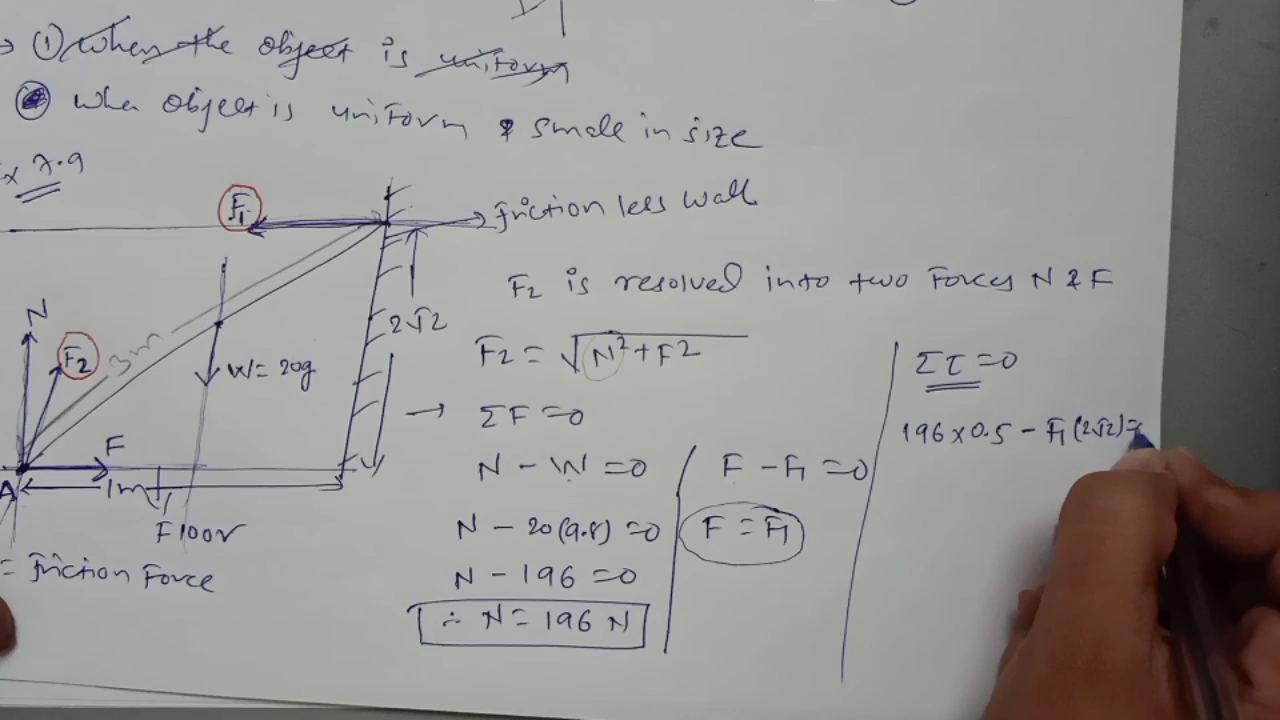 → ① When the object is uniform
When object is uniform & small in size
Ex 7.9
F₁
Friction less wall
N
F₂
3m
W = 20g
2√2
F
A
1m
Floor
= Friction Force
F₂ is resolved into two Forces N & F
F₂ = √N²+F²
→ ΣF = 0
N - W = 0
N - 20(9.8) = 0
N - 196 = 0
∴ N = 196 N
F - F₁ = 0
F = F₁
Στ = 0
196 × 0.5 - F₁(2√2) =